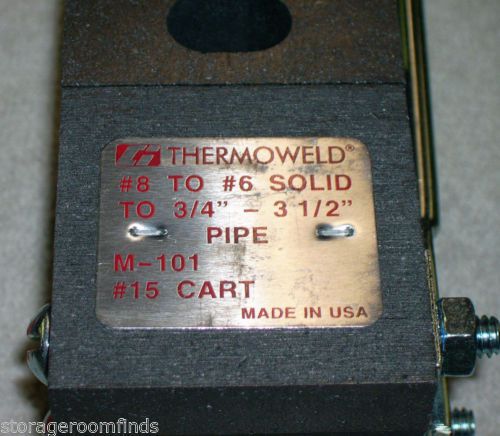 THERMOWELD®
#8 TO #6 SOLID
TO 3/4" - 3 1/2"
PIPE
M-101
#15 CART
MADE IN USA
storageroomfinds